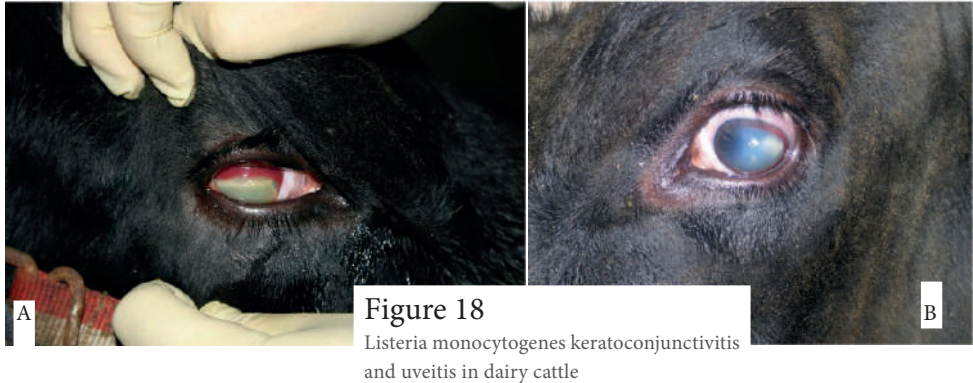 A
Figure 18
Listeria monocytogenes keratoconjunctivitis
and uveitis in dairy cattle
B